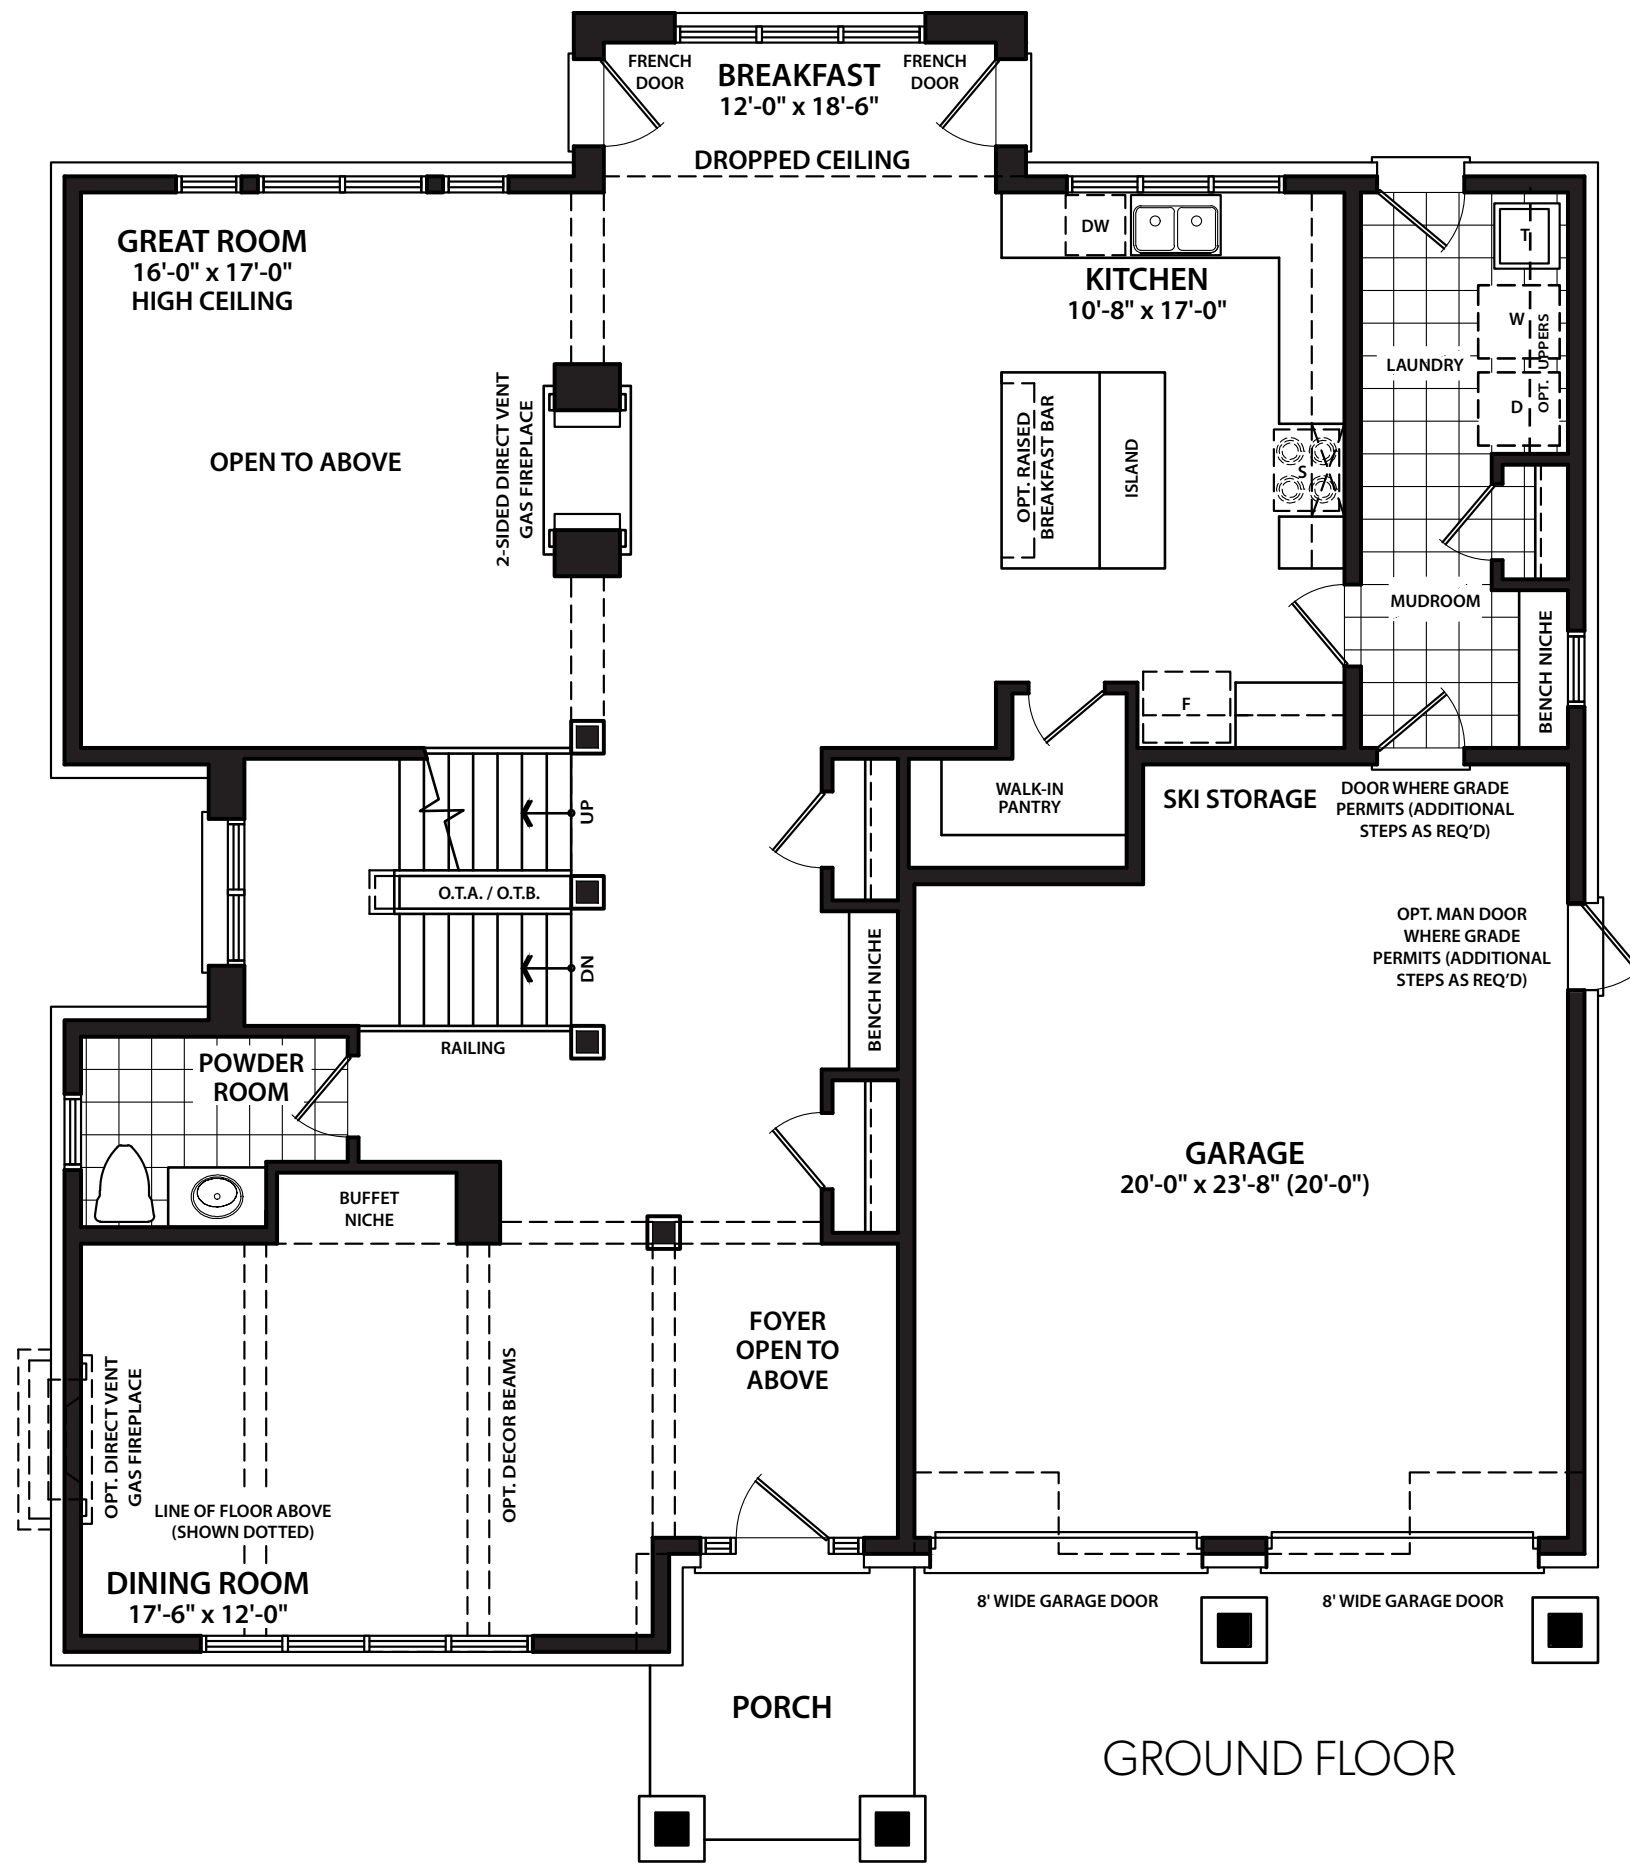 FRENCH
DOOR
BREAKFAST
12'-0" x 18'-6"
FRENCH
DOOR
DROPPED CEILING
GREAT ROOM
16'-0" x 17'-0"
HIGH CEILING
DW
KITCHEN
10'-8" x 17'-0"
T
W
D
OPT. UPPERS
LAUNDRY
OPEN TO ABOVE
2-SIDED DIRECT VENT
GAS FIREPLACE
OPT. RAISED
BREAKFAST BAR
ISLAND
S
MUDROOM
BENCH NICHE
F
WALK-IN
PANTRY
SKI STORAGE
DOOR WHERE GRADE
PERMITS (ADDITIONAL
STEPS AS REQ'D)
UP
O.T.A. / O.T.B.
DN
RAILING
BENCH NICHE
OPT. MAN DOOR
WHERE GRADE
PERMITS (ADDITIONAL
STEPS AS REQ'D)
POWDER
ROOM
BUFFET
NICHE
GARAGE
20'-0" x 23'-8" (20'-0")
FOYER
OPEN TO
ABOVE
OPT. DIRECT VENT
GAS FIREPLACE
OPT. DECOR BEAMS
LINE OF FLOOR ABOVE
(SHOWN DOTTED)
DINING ROOM
17'-6" x 12'-0"
8' WIDE GARAGE DOOR
8' WIDE GARAGE DOOR
PORCH
GROUND FLOOR